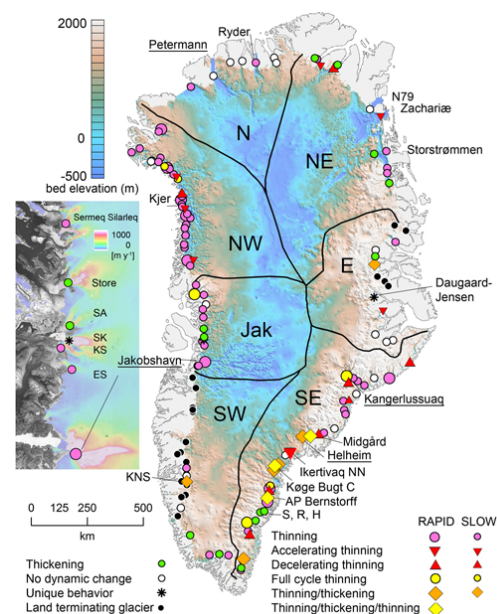 2000
0
-500
bed elevation (m)
Petermann
Ryder
N79
Zachariæ
Storstrømmen
N
NE
Kjer
NW
E
Daugaard-
Jensen
Sermeq Silarleq
1000
0
[m y⁻¹]
Store
SA
SK
KS
ES
Jakobshavn
Jak
SW
SE
Kangerlussuaq
Midgård
Helheim
Ikertivaq NN
Køge Bugt C
AP Bernstorff
S, R, H
KNS
0 125 250 500
km
Thickening
No dynamic change
Unique behavior
Land terminating glacier
RAPID SLOW
Thinning
Accelerating thinning
Decelerating thinning
Full cycle thinning
Thinning/thickening
Thinning/thickening/thinning